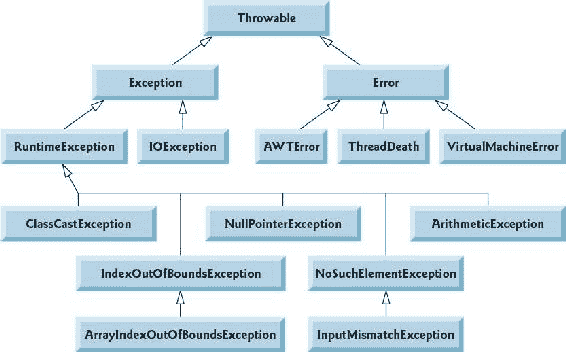 Throwable
Exception
Error
RuntimeException
IOException
AWTError
ThreadDeath
VirtualMachineError
ClassCastException
NullPointerException
ArithmeticException
IndexOutOfBoundsException
NoSuchElementException
ArrayIndexOutOfBoundsException
InputMismatchException